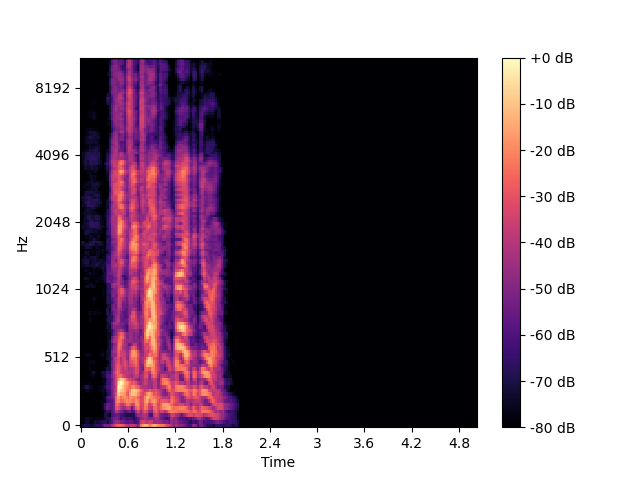 +0 dB
8192
-10 dB
4096
-20 dB
-30 dB
2048
Hz
-40 dB
1024
-50 dB
-60 dB
512
-70 dB
0
-80 dB
0 0.6 1.2 1.8 2.4 3 3.6 4.2 4.8
Time